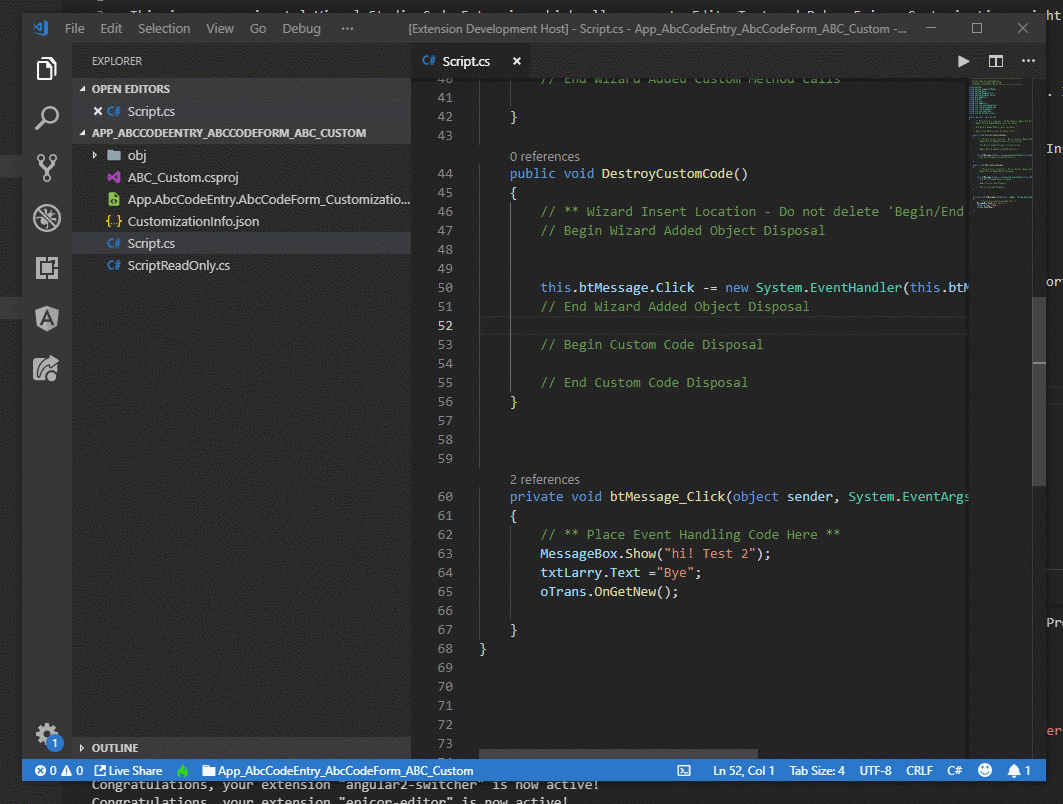 File Edit Selection View Go Debug ··· [Extension Development Host] - Script.cs - App_AbcCodeEntry_AbcCodeForm_ABC_Custom -...
EXPLORER
OPEN EDITORS
C# Script.cs
APP_ABCCODEENTRY_ABCCODEFORM_ABC_CUSTOM
obj
ABC_Custom.csproj
App.AbcCodeEntry.AbcCodeForm_Customizatio...
{..} CustomizationInfo.json
C# Script.cs
C# ScriptReadOnly.cs
OUTLINE
1
C# Script.cs
40 // End Wizard Added Custom Method Calls
41
42 }
43
0 references
44 public void DestroyCustomCode()
45 {
46 // ** Wizard Insert Location - Do not delete 'Begin/End
47 // Begin Wizard Added Object Disposal
48
49
50 this.btMessage.Click -= new System.EventHandler(this.btM
51 // End Wizard Added Object Disposal
52
53 // Begin Custom Code Disposal
54
55 // End Custom Code Disposal
56 }
57
58
59
2 references
60 private void btMessage_Click(object sender, System.EventArgs
61 {
62 // ** Place Event Handling Code Here **
63 MessageBox.Show("hi! Test 2");
64 txtLarry.Text ="Bye";
65 oTrans.OnGetNew();
66
67 }
68 }
69
70
71
72
73
0 0 Live Share App_AbcCodeEntry_AbcCodeForm_ABC_Custom Ln 52, Col 1 Tab Size: 4 UTF-8 CRLF C# 1
Congratulations, your extension "angular2-switcher" is now active!
Congratulations, your extension "epicor-editor" is now active!